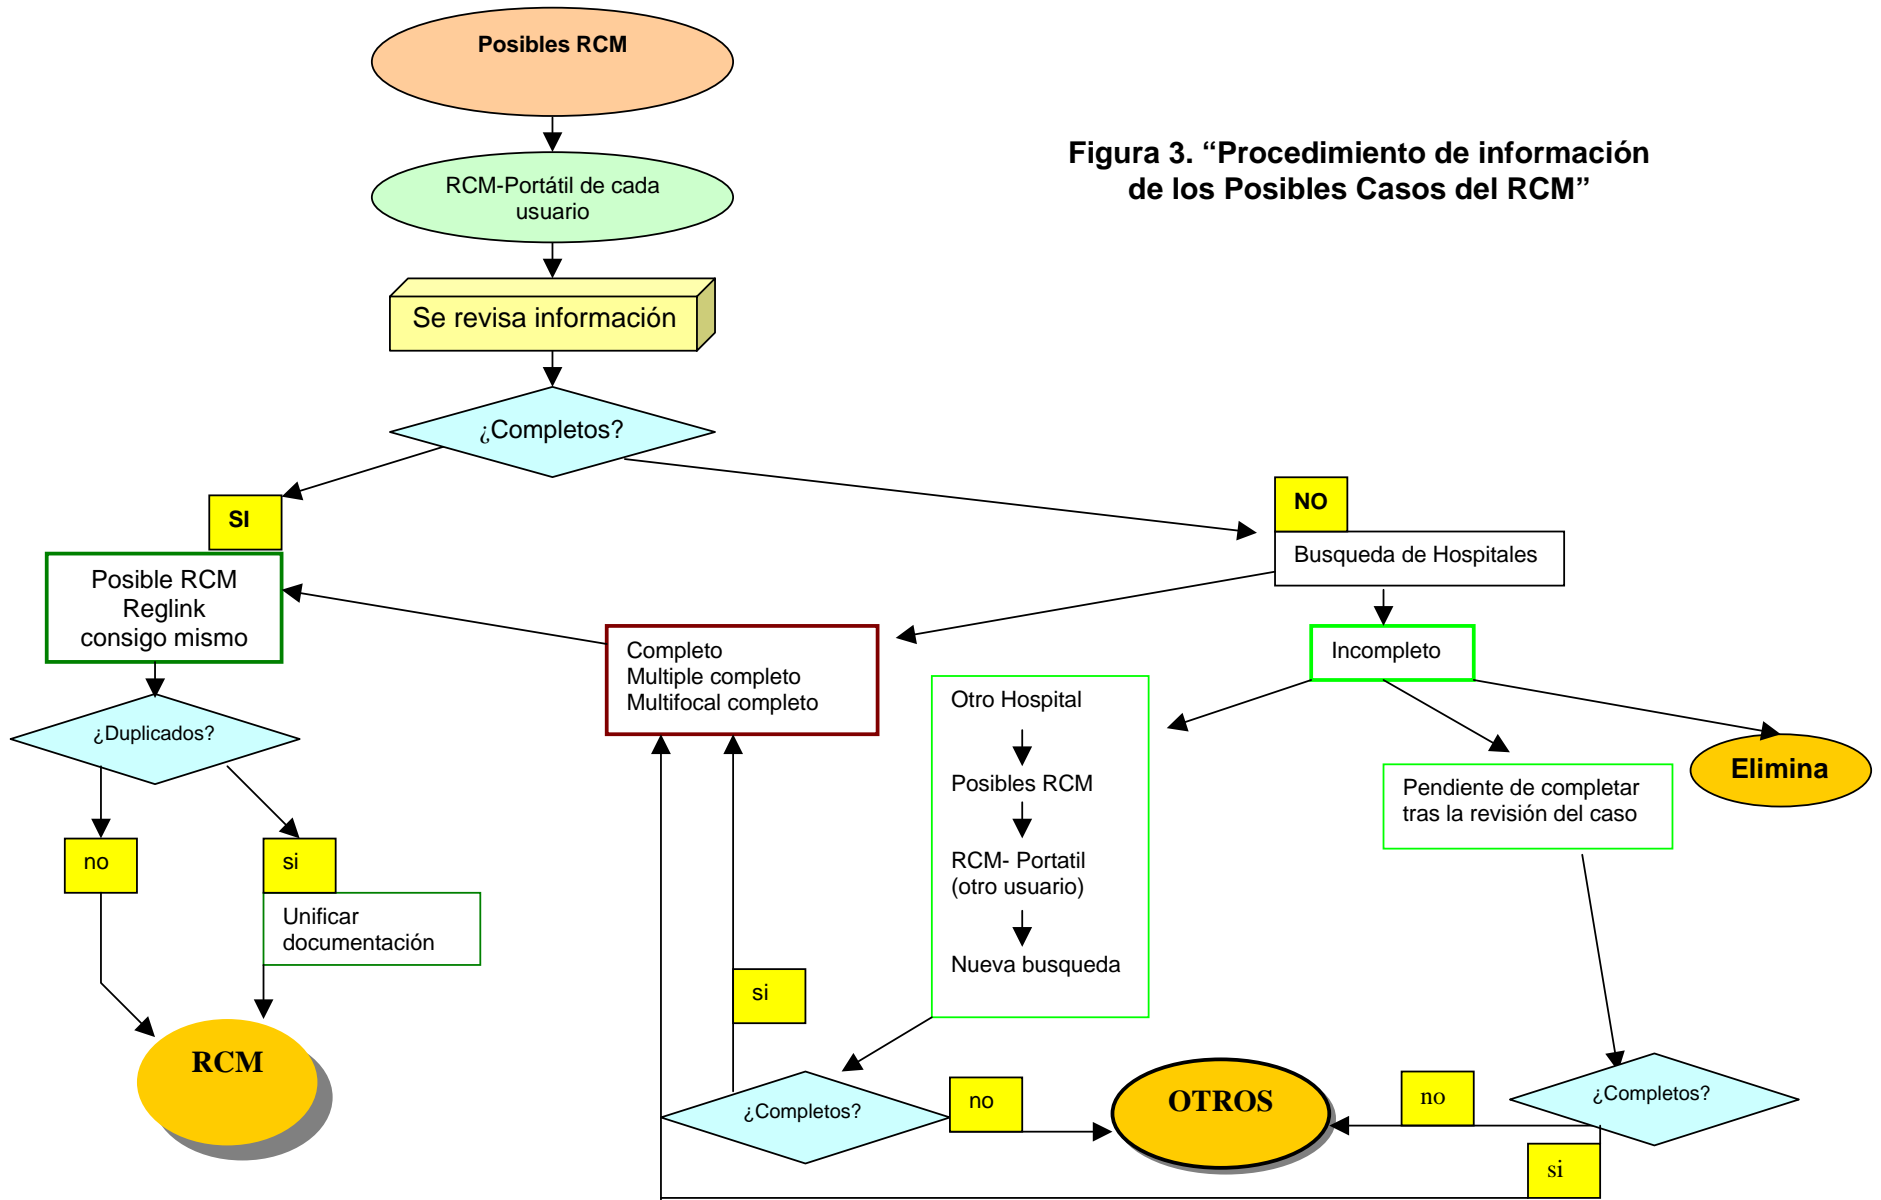 Posibles RCM
Figura 3. “Procedimiento de información
de los Posibles Casos del RCM”
RCM-Portátil de cada
usuario
Se revisa información
¿Completos?
SI
NO
Busqueda de Hospitales
Posible RCM
Reglink
consigo mismo
Completo
Multiple completo
Multifocal completo
Incompleto
Otro Hospital
Posibles RCM
RCM- Portatil
(otro usuario)
Nueva busqueda
Pendiente de completar
tras la revisión del caso
Elimina
¿Duplicados?
no
si
Unificar
documentación
si
RCM
¿Completos?
no
OTROS
no
¿Completos?
si